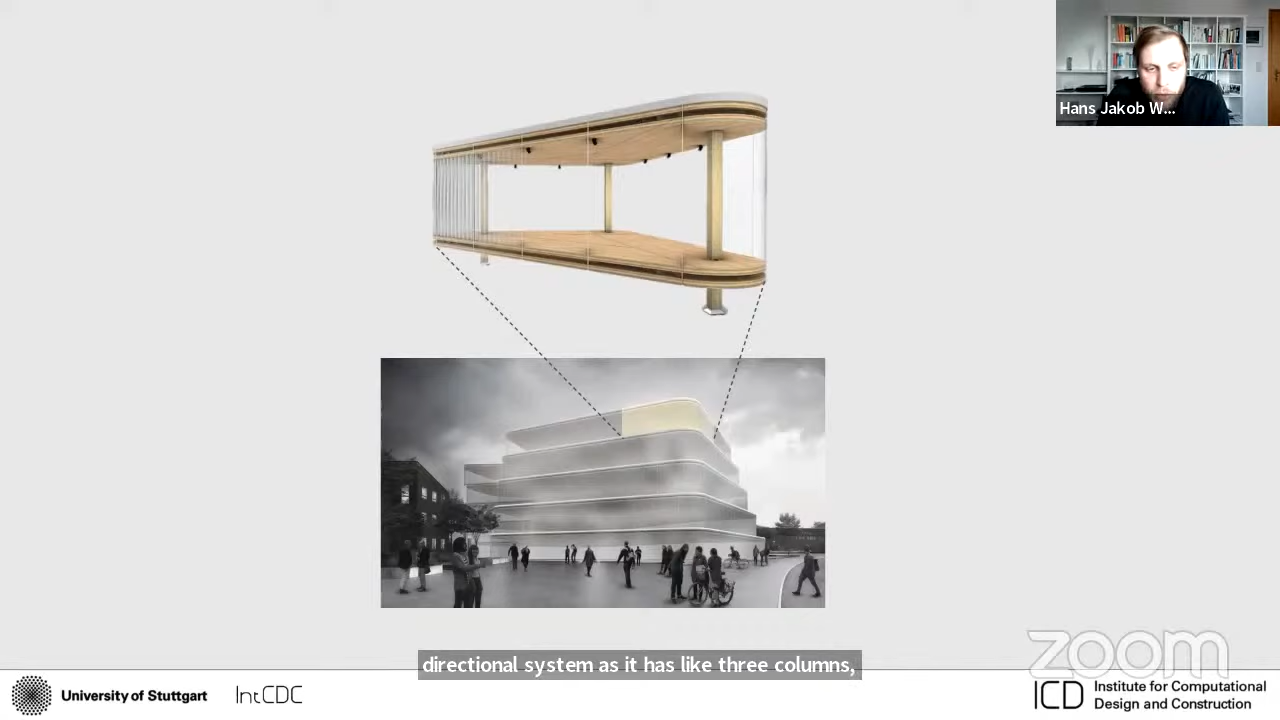 Hans Jakob W...
directional system as it has like three columns,
zoom
University of Stuttgart
IntCDC
ICD
Institute for Computational
Design and Construction